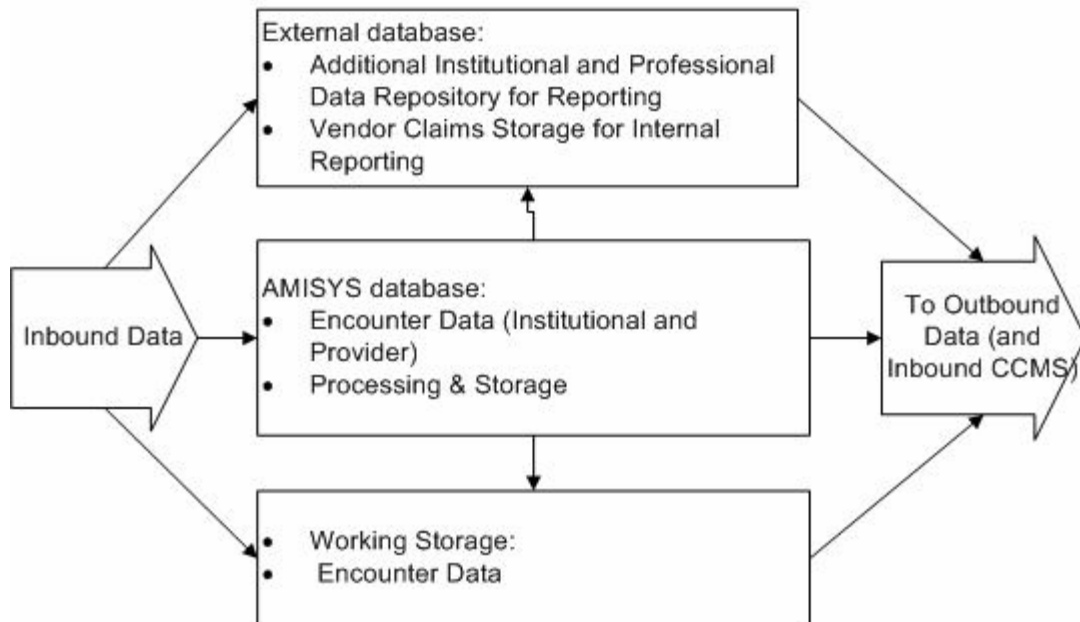 External database:
• Additional Institutional and Professional
Data Repository for Reporting
• Vendor Claims Storage for Internal
Reporting
Inbound Data
AMISYS database:
• Encounter Data (Institutional and
Provider)
• Processing & Storage
To Outbound
Data (and
Inbound CCMS)
• Working Storage:
• Encounter Data